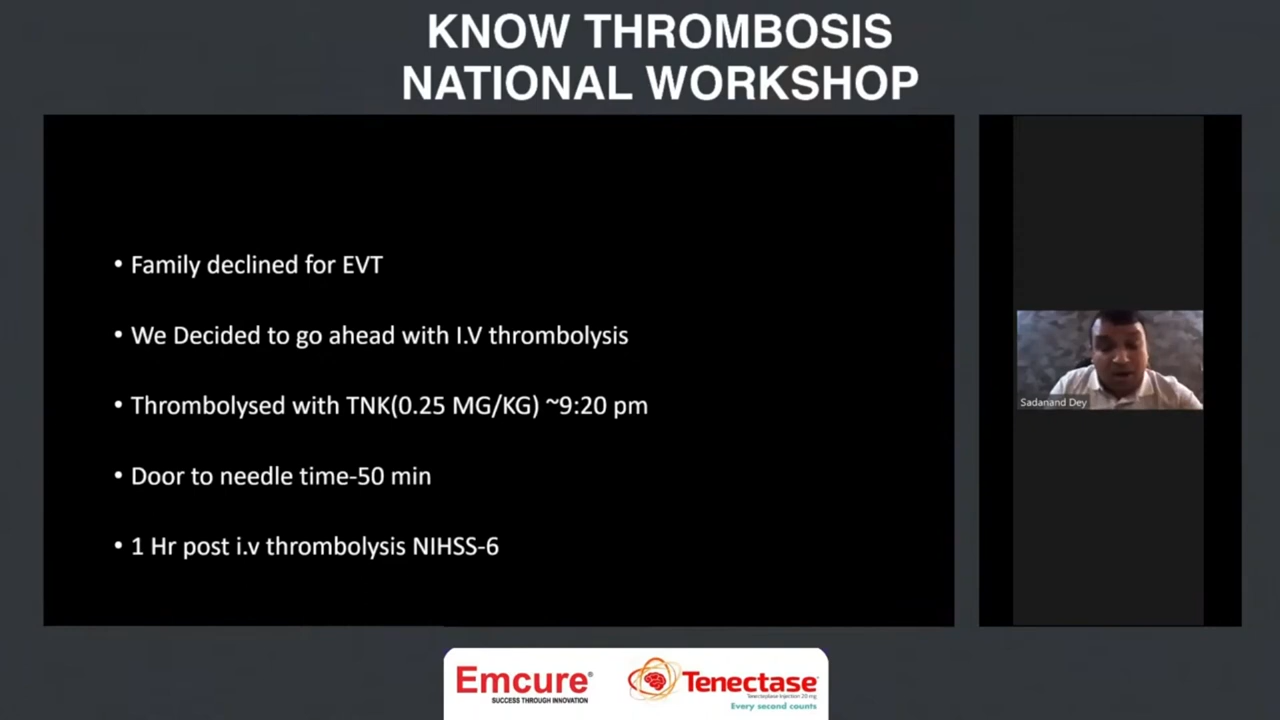 KNOW THROMBOSIS
NATIONAL WORKSHOP
• Family declined for EVT
• We Decided to go ahead with I.V thrombolysis
• Thrombolysed with TNK(0.25 MG/KG) ~9:20 pm
• Door to needle time-50 min
• 1 Hr post i.v thrombolysis NIHSS-6
Sadanand Dey
Emcure®
SUCCESS THROUGH INNOVATION
Tenectase
Tenecteplase Injection 20 mg
Every second counts